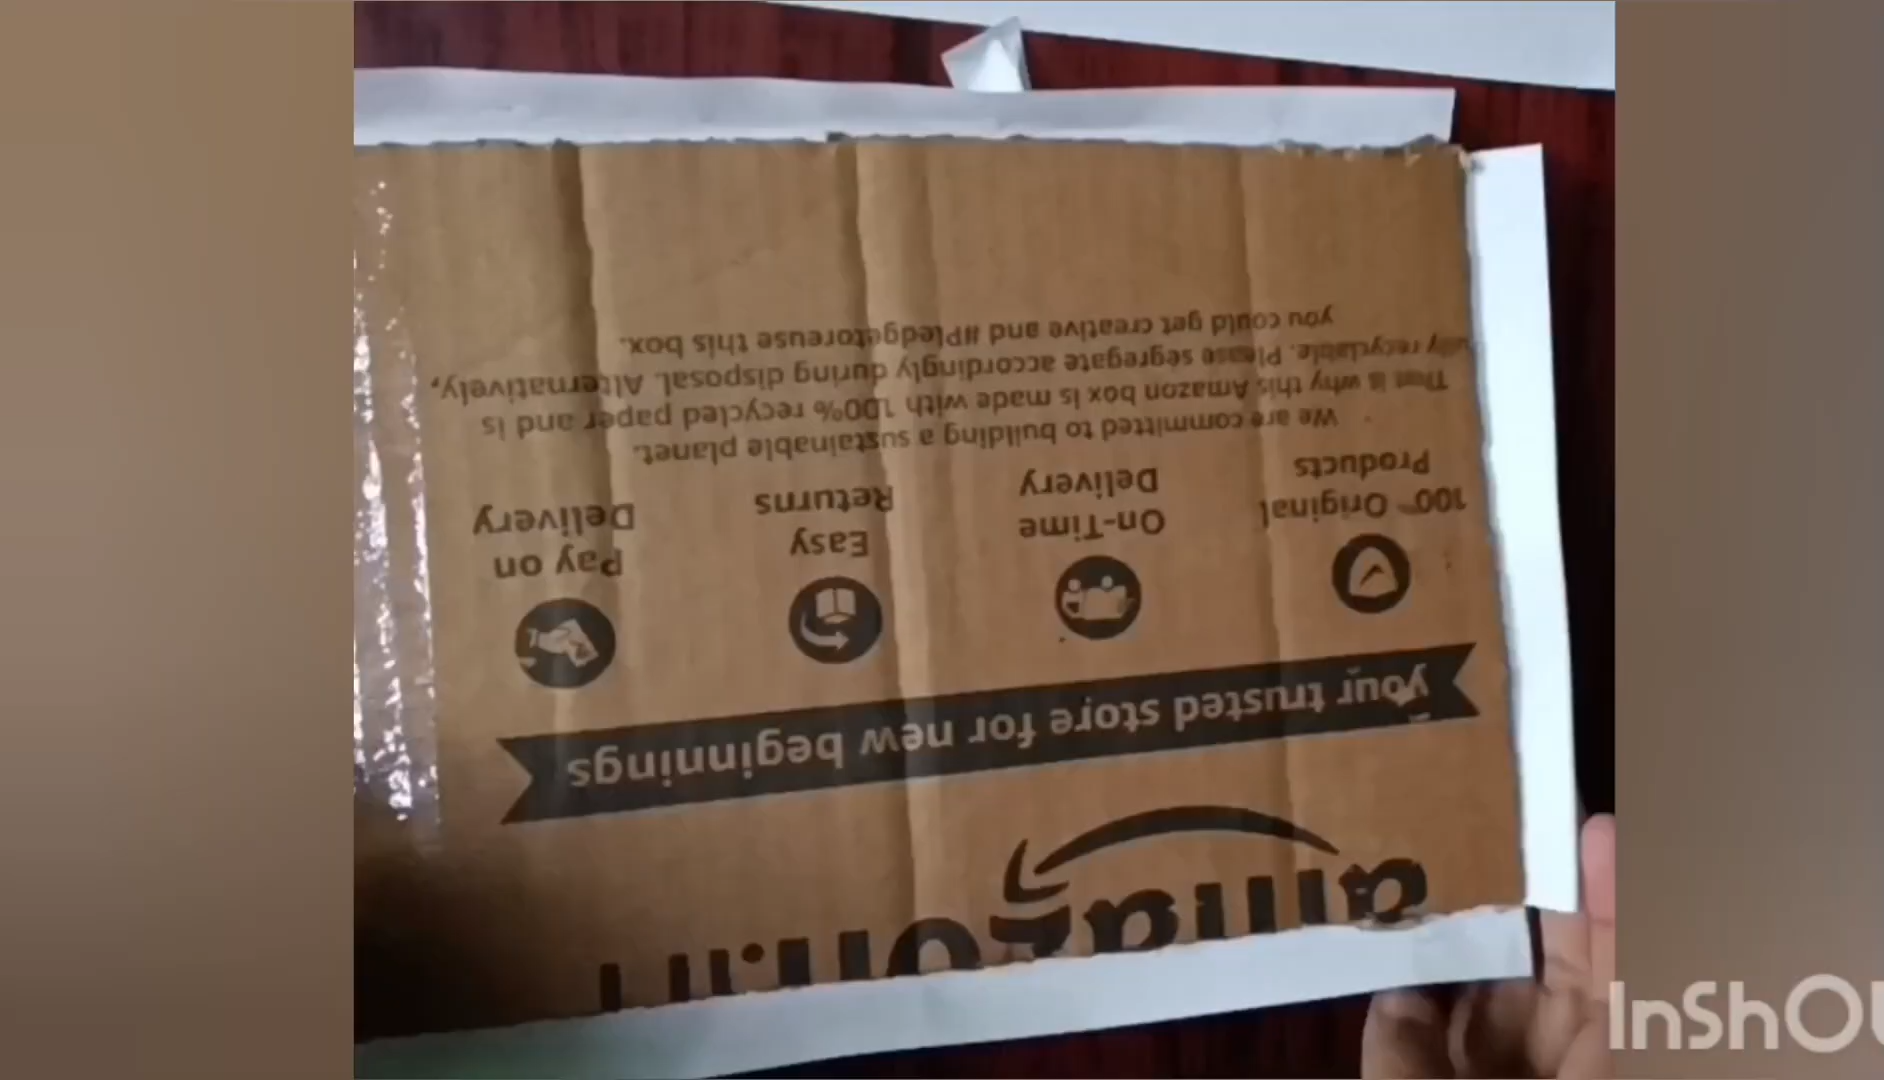 amazon.in
your trusted store for new beginnings
100% Original
Products
On-Time
Delivery
Easy
Returns
Pay on
Delivery
We are committed to building a sustainable planet.
That is why this Amazon box is made with 100% recycled paper and is
fully recyclable. Please segregate accordingly during disposal. Alternatively,
you could get creative and #Pledgetoreuse this box.
InShO